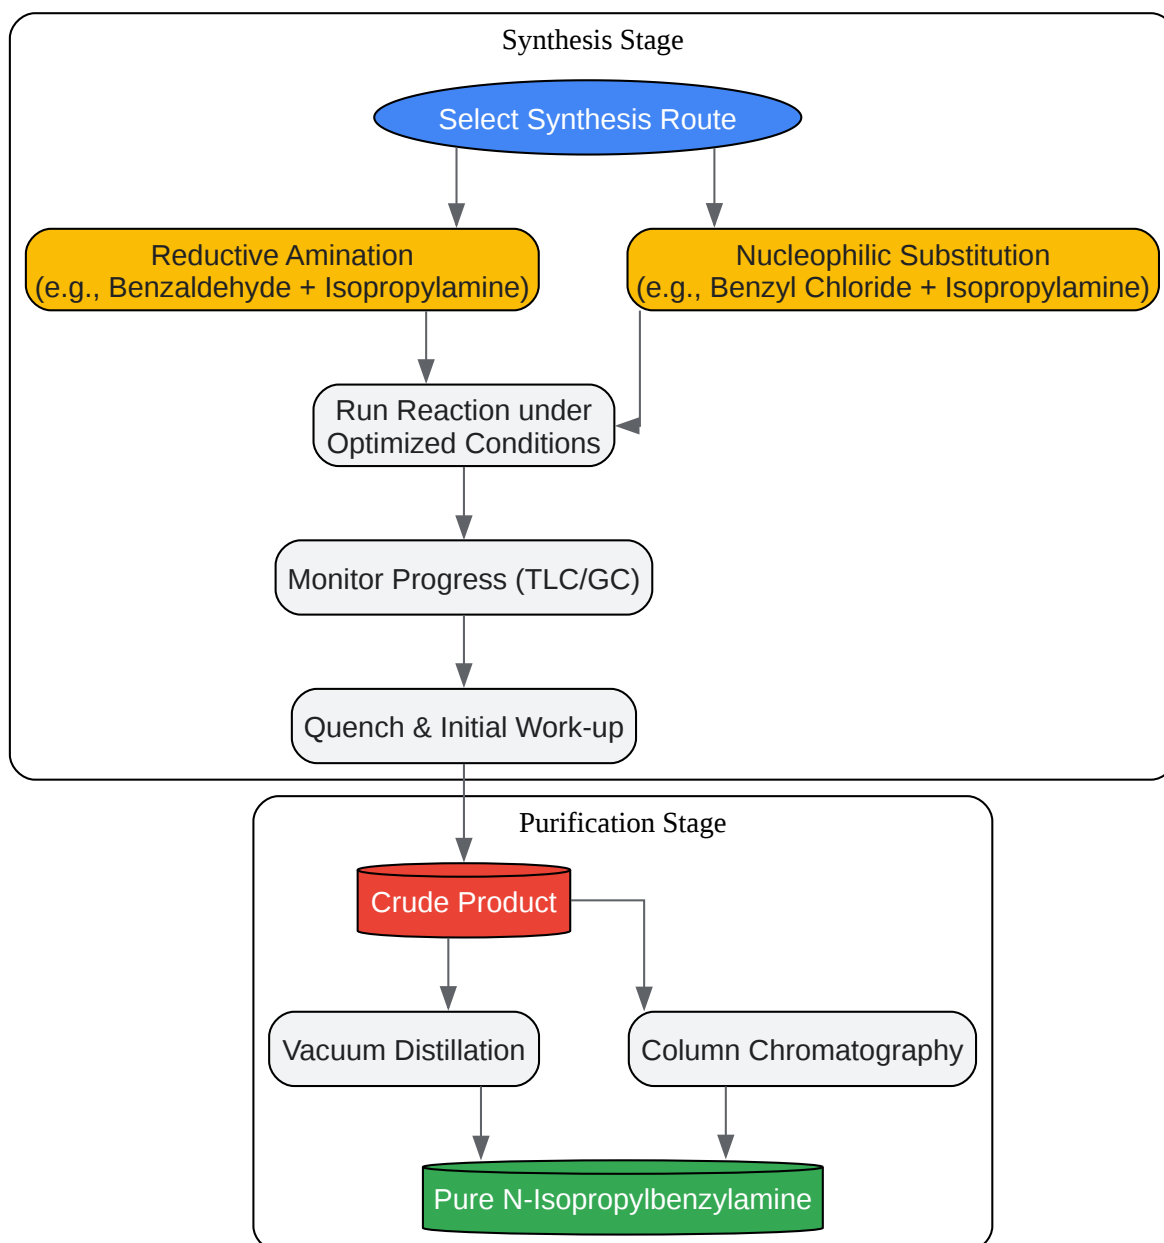 Synthesis Stage
Select Synthesis Route
Reductive Amination
(e.g., Benzaldehyde + Isopropylamine)
Nucleophilic Substitution
(e.g., Benzyl Chloride + Isopropylamine)
Run Reaction under
Optimized Conditions
Monitor Progress (TLC/GC)
Quench & Initial Work-up
Purification Stage
Crude Product
Vacuum Distillation
Column Chromatography
Pure N-Isopropylbenzylamine